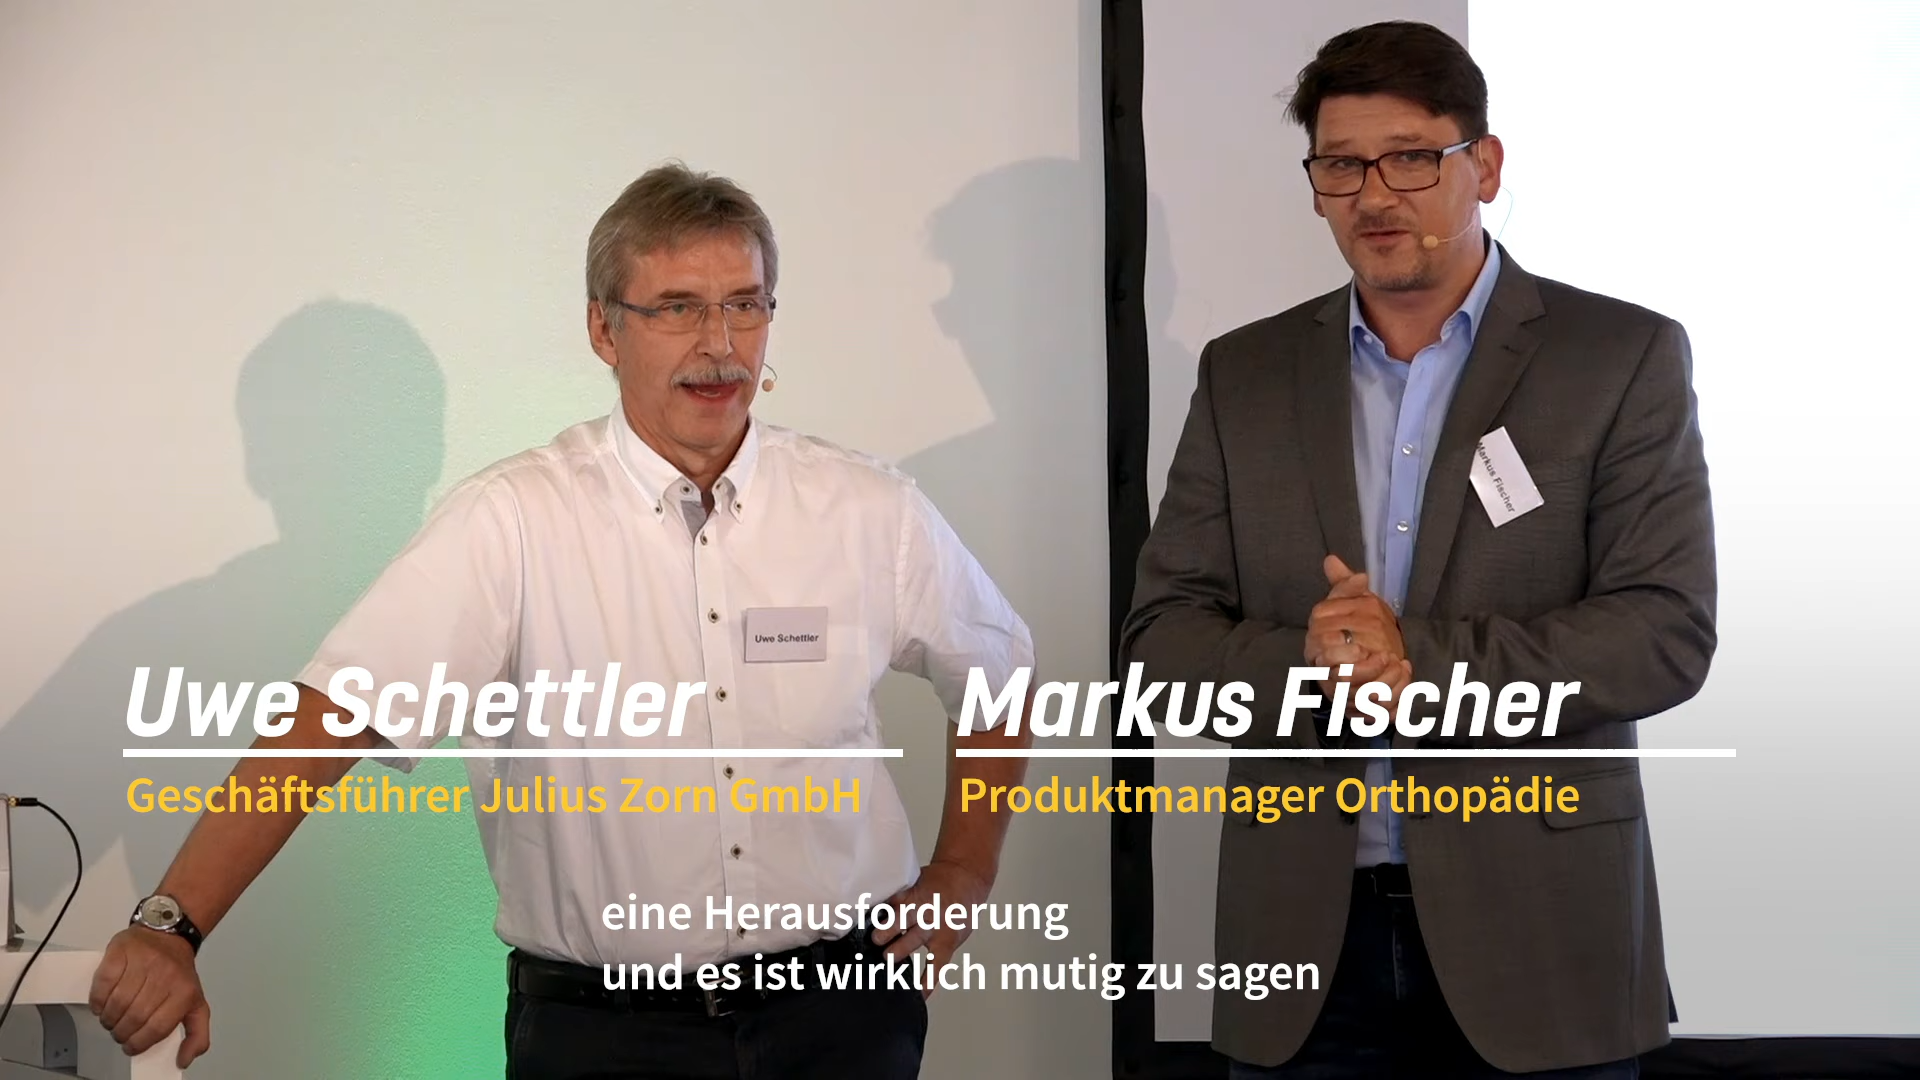 Markus Fischer
Uwe Schettler
Uwe Schettler
Geschäftsführer Julius Zorn GmbH
Markus Fischer
Produktmanager Orthopädie
eine Herausforderung
und es ist wirklich mutig zu sagen